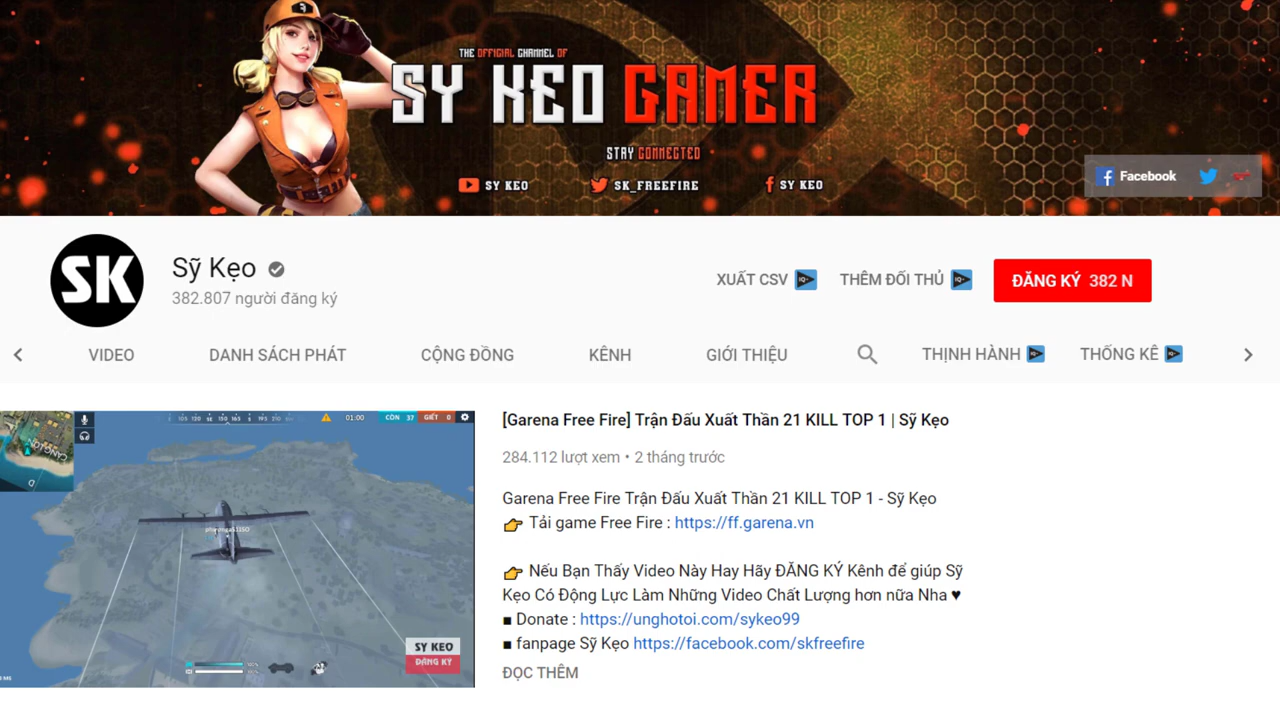 THE OFFICIAL CHANNEL OF
SY KEO GAMER
STAY CONNECTED
SY KEO
SK_FREEFIRE
SY KEO
Facebook
SK
Sỹ Kẹo
382.807 người đăng ký
XUẤT CSV
THÊM ĐỐI THỦ
ĐĂNG KÝ 382 N
VIDEO
DANH SÁCH PHÁT
CỘNG ĐỒNG
KÊNH
GIỚI THIỆU
THỊNH HÀNH
THỐNG KÊ
01:00
CÒN 37
GIẾT 0
SY KEO
ĐĂNG KÝ
[Garena Free Fire] Trận Đấu Xuất Thần 21 KILL TOP 1 | Sỹ Kẹo
284.112 lượt xem • 2 tháng trước
Garena Free Fire Trận Đấu Xuất Thần 21 KILL TOP 1 - Sỹ Kẹo
👉 Tải game Free Fire : https://ff.garena.vn
👉 Nếu Bạn Thấy Video Này Hay Hãy ĐĂNG KÝ Kênh để giúp Sỹ
Kẹo Có Động Lực Làm Những Video Chất Lượng hơn nữa Nha ♥
■ Donate : https://unghotoi.com/sykeo99
■ fanpage Sỹ Kẹo https://facebook.com/skfreefire
ĐỌC THÊM